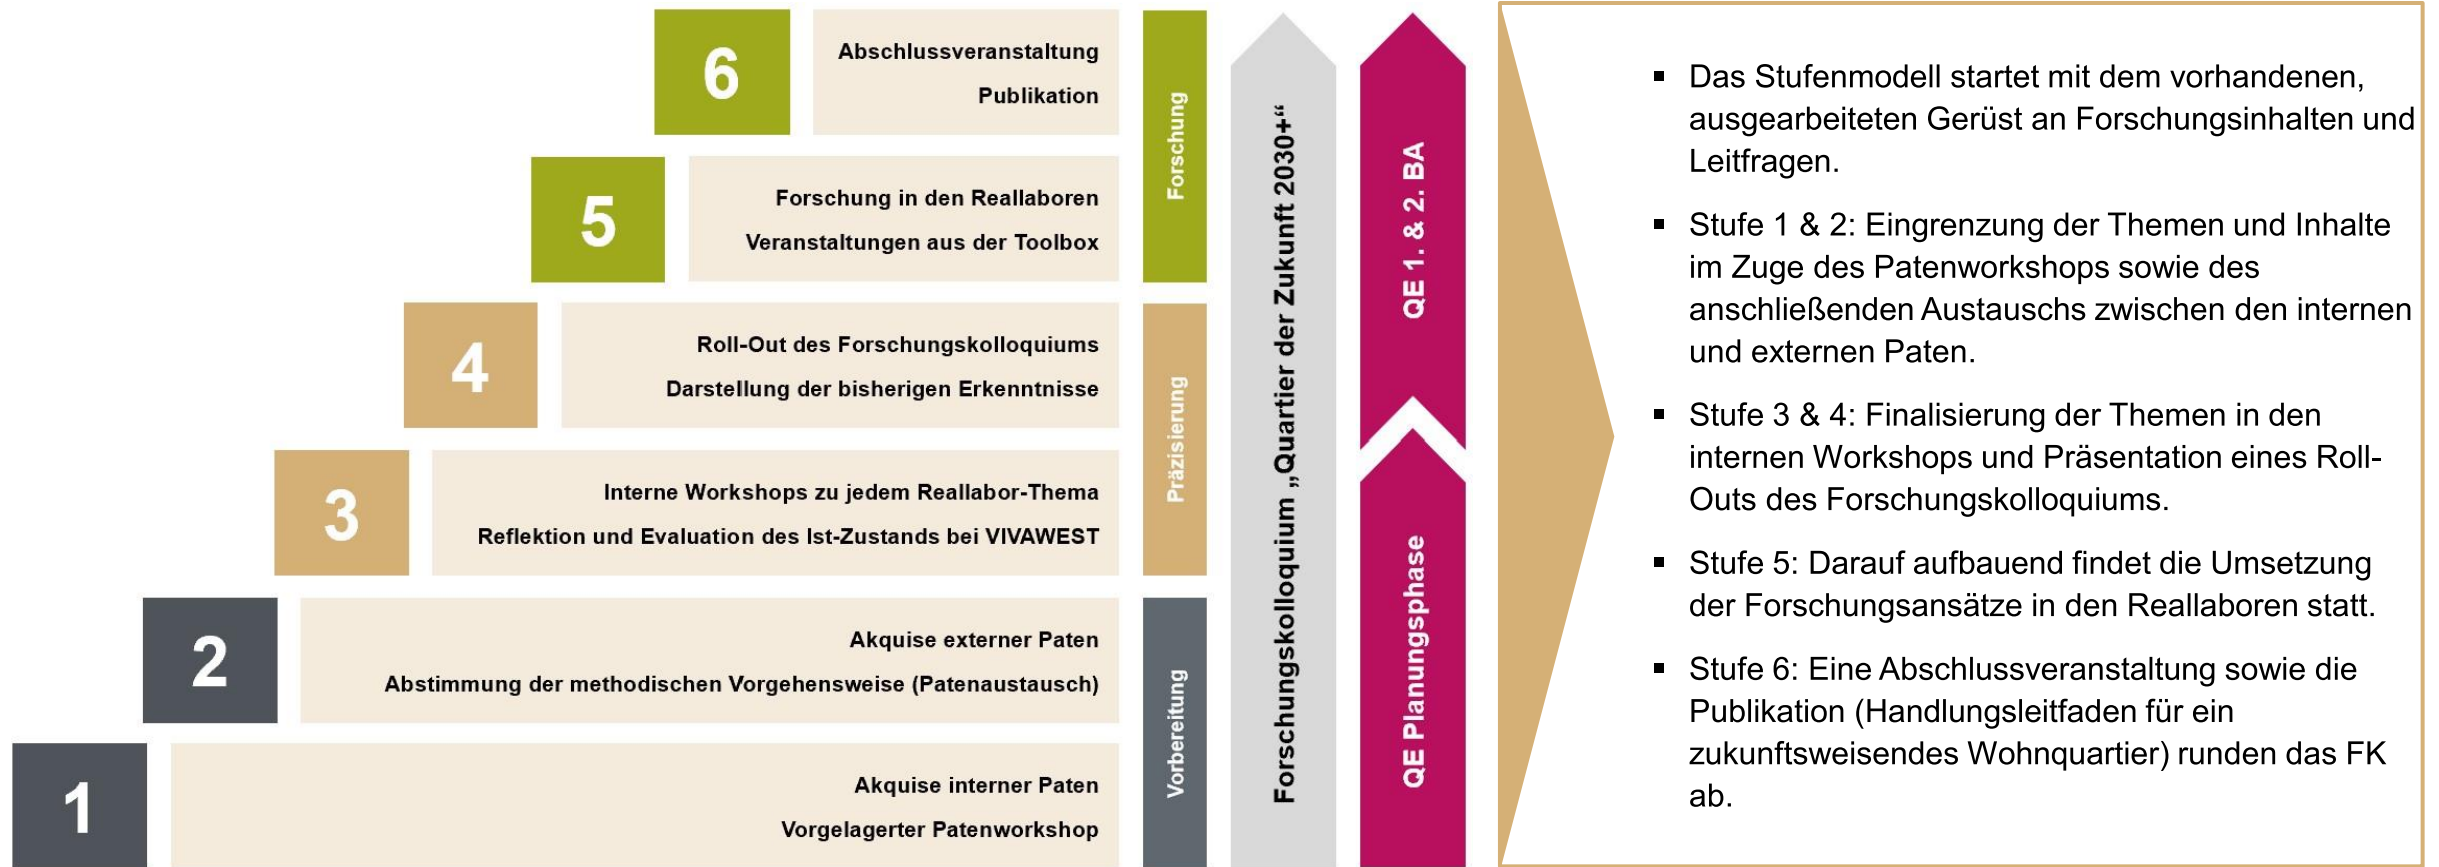 6
Abschlussveranstaltung
Publikation
5
Forschung in den Reallaboren
Veranstaltungen aus der Toolbox
4
Roll-Out des Forschungskolloquiums
Darstellung der bisherigen Erkenntnisse
3
Interne Workshops zu jedem Reallabor-Thema
Reflektion und Evaluation des Ist-Zustands bei VIVAWEST
2
Akquise externer Paten
Abstimmung der methodischen Vorgehensweise (Patenaustausch)
1
Akquise interner Paten
Vorgelagerter Patenworkshop
Forschung
Präzisierung
Vorbereitung
Forschungskolloquium „Quartier der Zukunft 2030+“
QE 1. & 2. BA
QE Planungsphase
▪ Das Stufenmodell startet mit dem vorhandenen,
ausgearbeiteten Gerüst an Forschungsinhalten und
Leitfragen.
▪ Stufe 1 & 2: Eingrenzung der Themen und Inhalte
im Zuge des Patenworkshops sowie des
anschließenden Austauschs zwischen den internen
und externen Paten.
▪ Stufe 3 & 4: Finalisierung der Themen in den
internen Workshops und Präsentation eines Roll-
Outs des Forschungskolloquiums.
▪ Stufe 5: Darauf aufbauend findet die Umsetzung
der Forschungsansätze in den Reallaboren statt.
▪ Stufe 6: Eine Abschlussveranstaltung sowie die
Publikation (Handlungsleitfaden für ein
zukunftsweisendes Wohnquartier) runden das FK
ab.